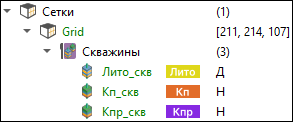 Сетки (1)
Grid [211, 214, 107]
Скважины (3)
Лито_скв Лито Д
Кп_скв Кп Н
Кпр_скв Кпр Н